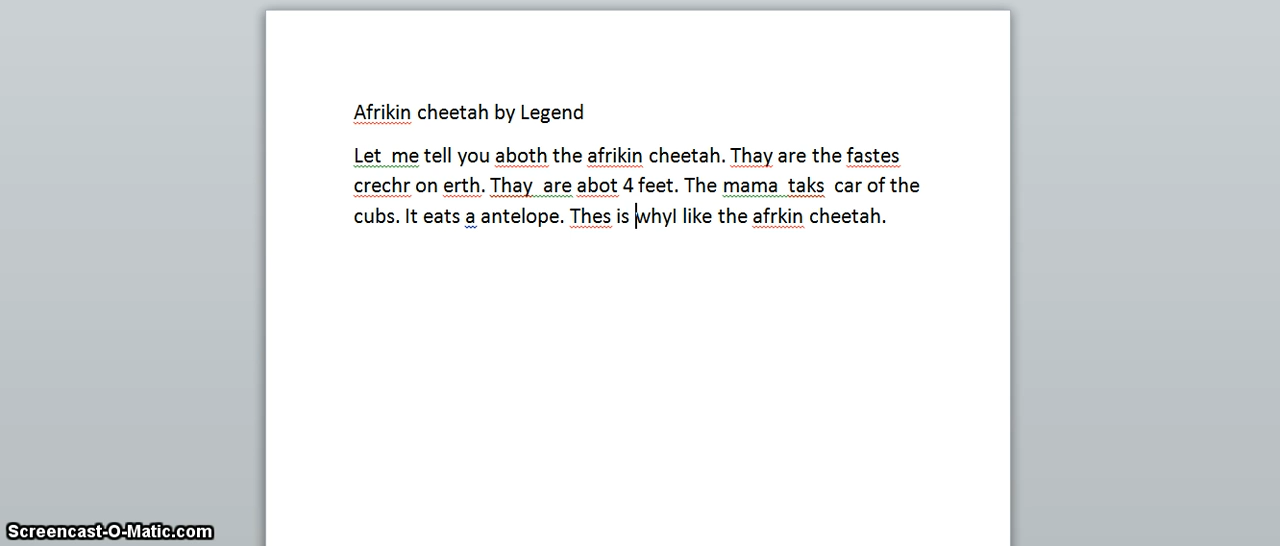 Afrikin cheetah by Legend
Let  me tell you aboth the afrikin cheetah. Thay are the fastes
crechr on erth. Thay  are abot 4 feet. The mama  taks  car of the
cubs. It eats a antelope. Thes is whyI like the afrkin cheetah.
Screencast-O-Matic.com